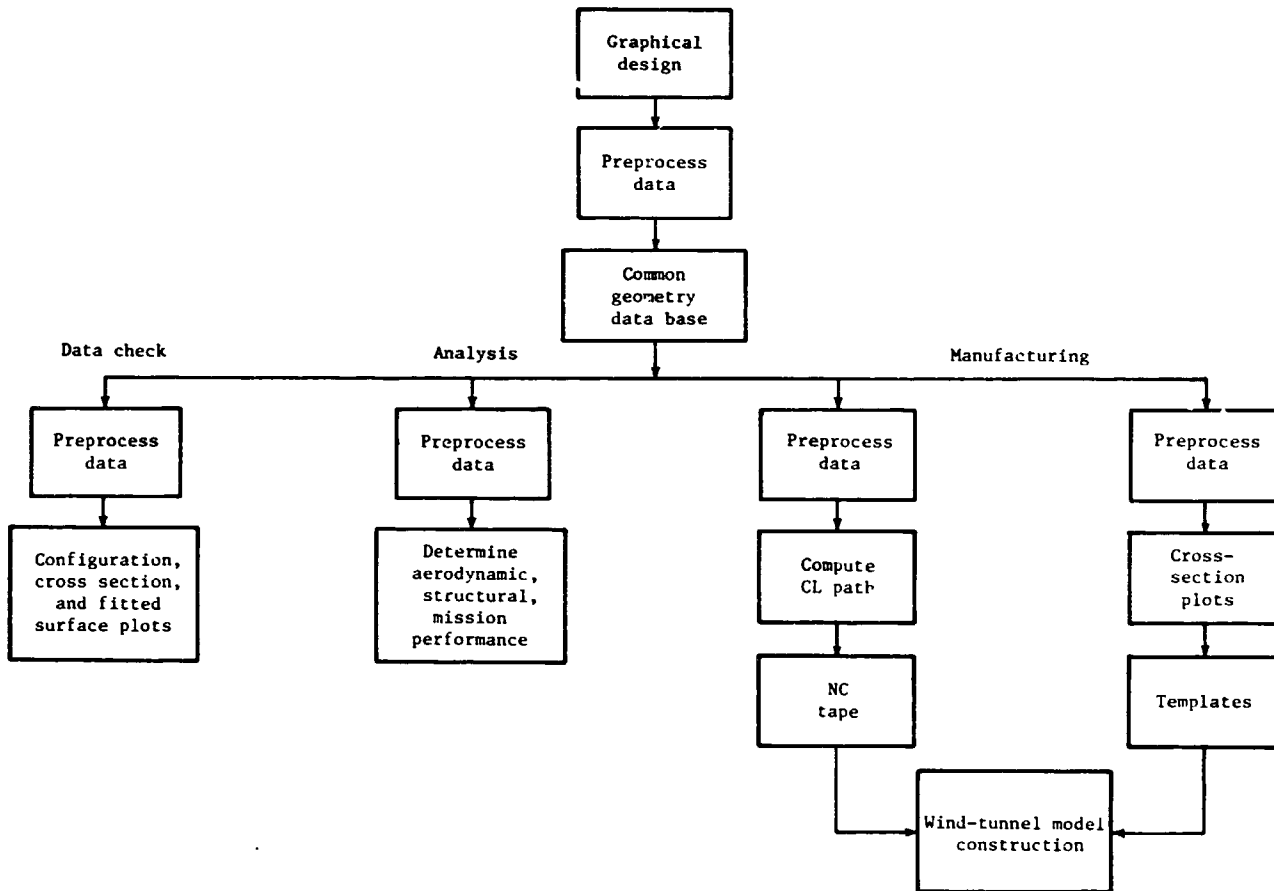 Graphical
design
Preprocess
data
Common
geometry
data base
Data check
Analysis
Manufacturing
Preprocess
data
Preprocess
data
Preprocess
data
Preprocess
data
Configuration,
cross section,
and fitted
surface plots
Determine
aerodynamic,
structural,
mission
performance
Compute
CL path
Cross-
section
plots
NC
tape
Templates
Wind-tunnel model
construction